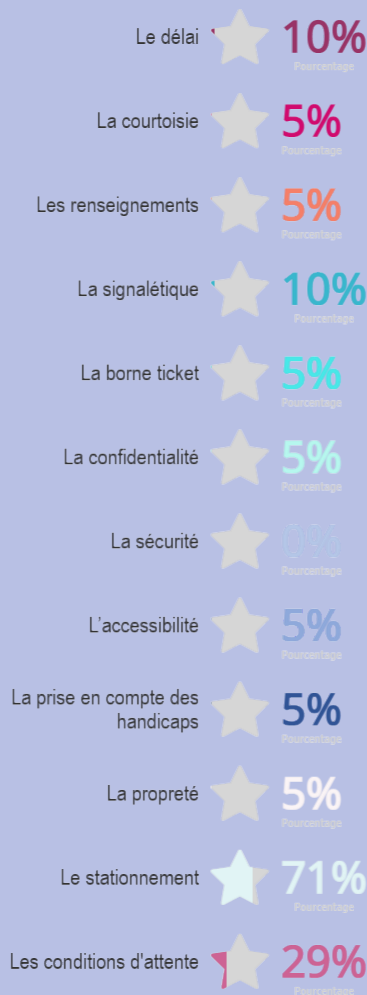 Le délai 10%
Pourcentage
La courtoisie 5%
Pourcentage
Les renseignements 5%
Pourcentage
La signalétique 10%
Pourcentage
La borne ticket 5%
Pourcentage
La confidentialité 5%
Pourcentage
La sécurité 0%
Pourcentage
L'accessibilité 5%
Pourcentage
La prise en compte des
handicaps 5%
Pourcentage
La propreté 5%
Pourcentage
Le stationnement 71%
Pourcentage
Les conditions d'attente 29%
Pourcentage